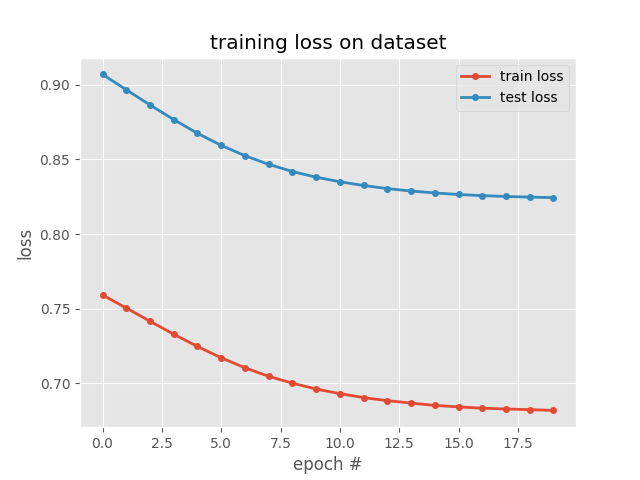 training loss on dataset
train loss
test loss
0.90
0.85
0.80
0.75
0.70
loss
0.0 2.5 5.0 7.5 10.0 12.5 15.0 17.5
epoch #